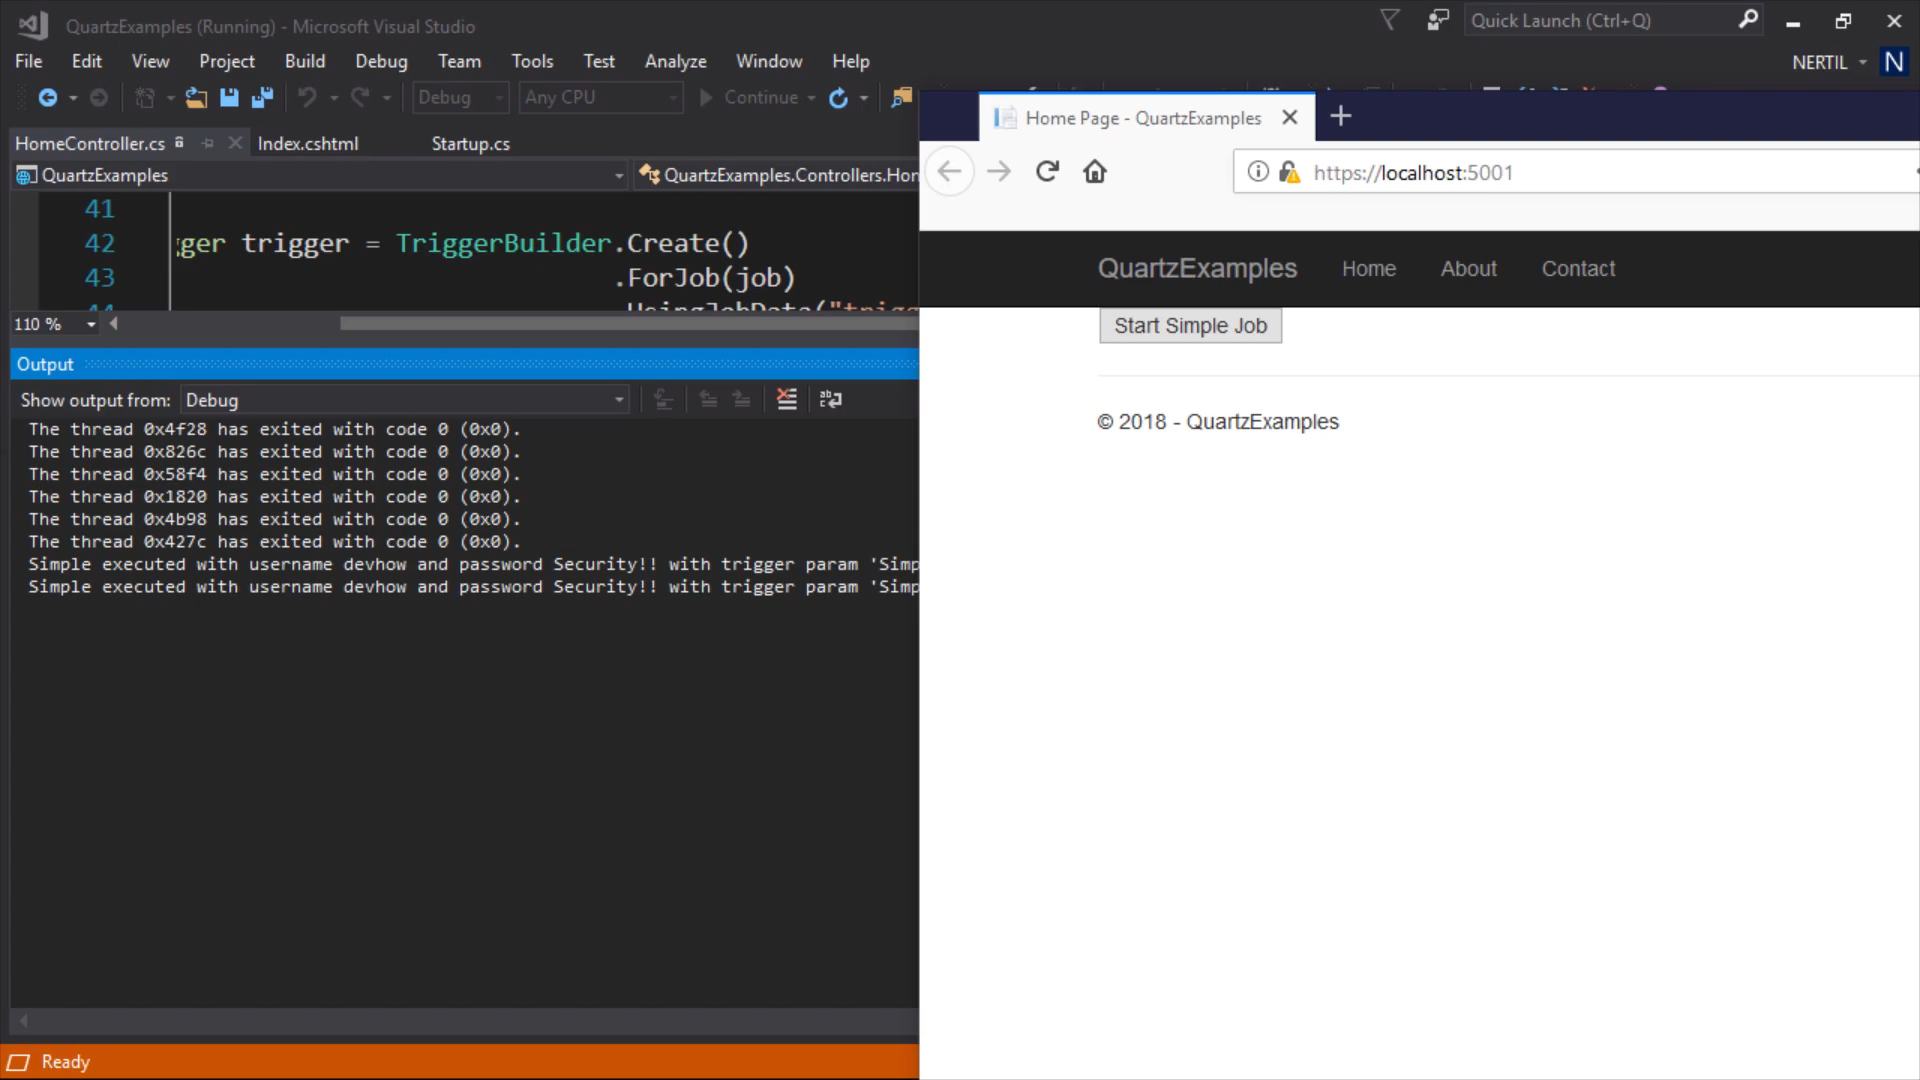 QuartzExamples (Running) - Microsoft Visual Studio
Quick Launch (Ctrl+Q)
File Edit View Project Build Debug Team Tools Test Analyze Window Help
NERTIL N
Debug Any CPU Continue
HomeController.cs Index.cshtml Startup.cs
QuartzExamples QuartzExamples.Controllers.Hom
41
42 gger trigger = TriggerBuilder.Create()
43 .ForJob(job)
44 .UsingJobData("trigg
110 %
Output
Show output from: Debug
The thread 0x4f28 has exited with code 0 (0x0).
The thread 0x826c has exited with code 0 (0x0).
The thread 0x58f4 has exited with code 0 (0x0).
The thread 0x1820 has exited with code 0 (0x0).
The thread 0x4b98 has exited with code 0 (0x0).
The thread 0x427c has exited with code 0 (0x0).
Simple executed with username devhow and password Security!! with trigger param 'Simp
Simple executed with username devhow and password Security!! with trigger param 'Simp
Ready
Home Page - QuartzExamples
https://localhost:5001
QuartzExamples Home About Contact
Start Simple Job
© 2018 - QuartzExamples